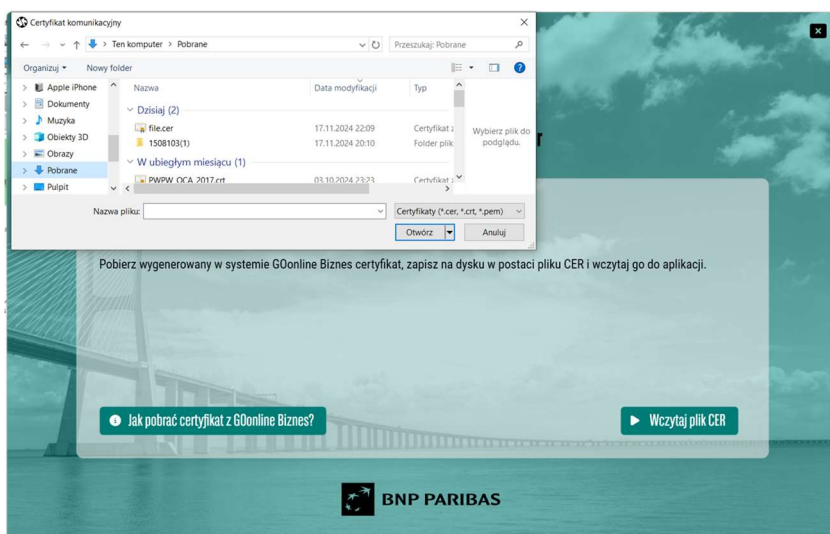 Certyfikat komunikacyjny
Ten komputer > Pobrane
Przeszukaj: Pobrane
Organizuj
Nowy folder
Apple iPhone
Dokumenty
Muzyka
Obiekty 3D
Obrazy
Pobrane
Pulpit
Nazwa Data modyfikacji Typ
Dzisiaj (2)
file.cer 17.11.2024 22:09 Certyfikat z
1508103(1) 17.11.2024 20:10 Folder plik
W ubiegłym miesiącu (1)
PWPW_OCA_2017.crt 03.10.2024 23:23 Certyfikat z
Wybierz plik do
podglądu.
Nazwa pliku:
Certyfikaty (*.cer, *.crt, *.pem)
Otwórz
Anuluj
Pobierz wygenerowany w systemie GOonline Biznes certyfikat, zapisz na dysku w postaci pliku CER i wczytaj go do aplikacji.
Jak pobrać certyfikat z GOonline Biznes?
Wczytaj plik CER
BNP PARIBAS